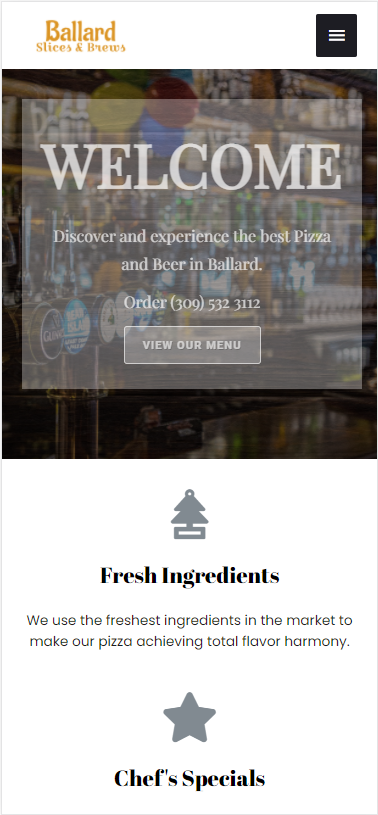 Ballard
Slices & Brews
WELCOME
Discover and experience the best Pizza
and Beer in Ballard.
Order (309) 532 3112
VIEW OUR MENU
GUINNESS
Fresh Ingredients
We use the freshest ingredients in the market to
make our pizza achieving total flavor harmony.
Chef's Specials